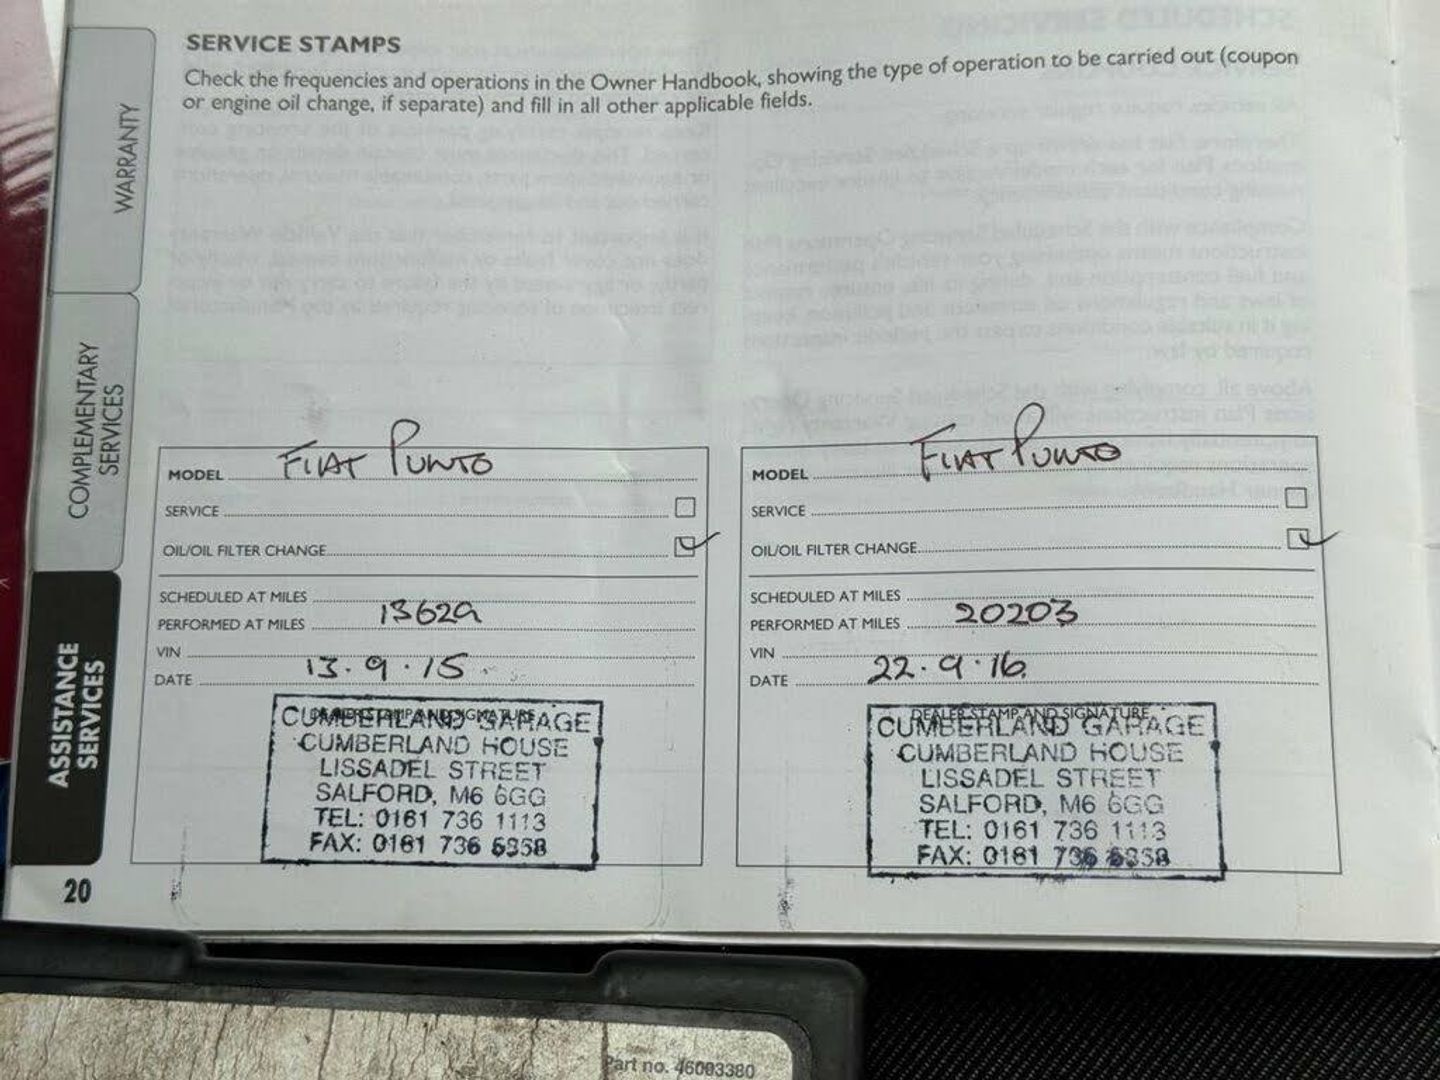 SERVICE STAMPS
Check the frequencies and operations in the Owner Handbook, showing the type of operation to be carried out (coupon
or engine oil change, if separate) and fill in all other applicable fields.
WARRANTY
COMPLEMENTARY
SERVICES
ASSISTANCE
SERVICES
MODEL FIAT PUNTO
SERVICE
OIL/OIL FILTER CHANGE
SCHEDULED AT MILES
PERFORMED AT MILES 13629
VIN
DATE 13.9.15
DEALER STAMP AND SIGNATURE
CUMBERLAND GARAGE
CUMBERLAND HOUSE
LISSADEL STREET
SALFORD, M6 6GG
TEL: 0161 736 1113
FAX: 0161 736 5358
MODEL FIAT PUNTO
SERVICE
OIL/OIL FILTER CHANGE
SCHEDULED AT MILES
PERFORMED AT MILES 20203
VIN
DATE 22.9.16
DEALER STAMP AND SIGNATURE
CUMBERLAND GARAGE
CUMBERLAND HOUSE
LISSADEL STREET
SALFORD, M6 6GG
TEL: 0161 736 1113
FAX: 0161 736 5358
20
Part no. 46003380